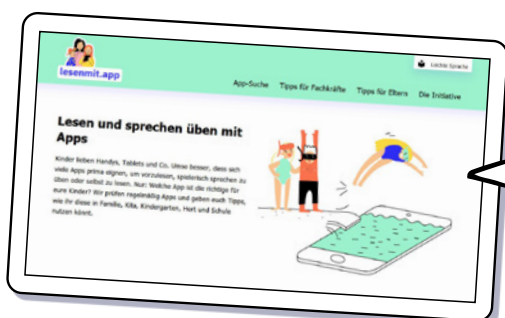 lesenmit.app
Leichte Sprache
App-Suche Tipps für Fachkräfte Tipps für Eltern Die Initiative
Lesen und sprechen üben mit
Apps
Kinder lieben Handys, Tablets und Co. Umso besser, dass sich
viele Apps prima eignen, um vorzulesen, spielerisch sprechen zu
üben oder selbst zu lesen. Nur: Welche App ist die richtige für
eure Kinder? Wir prüfen regelmäßig Apps und geben euch Tipps,
wie ihr diese in Familie, Kita, Kindergarten, Hort und Schule
nutzen könnt.